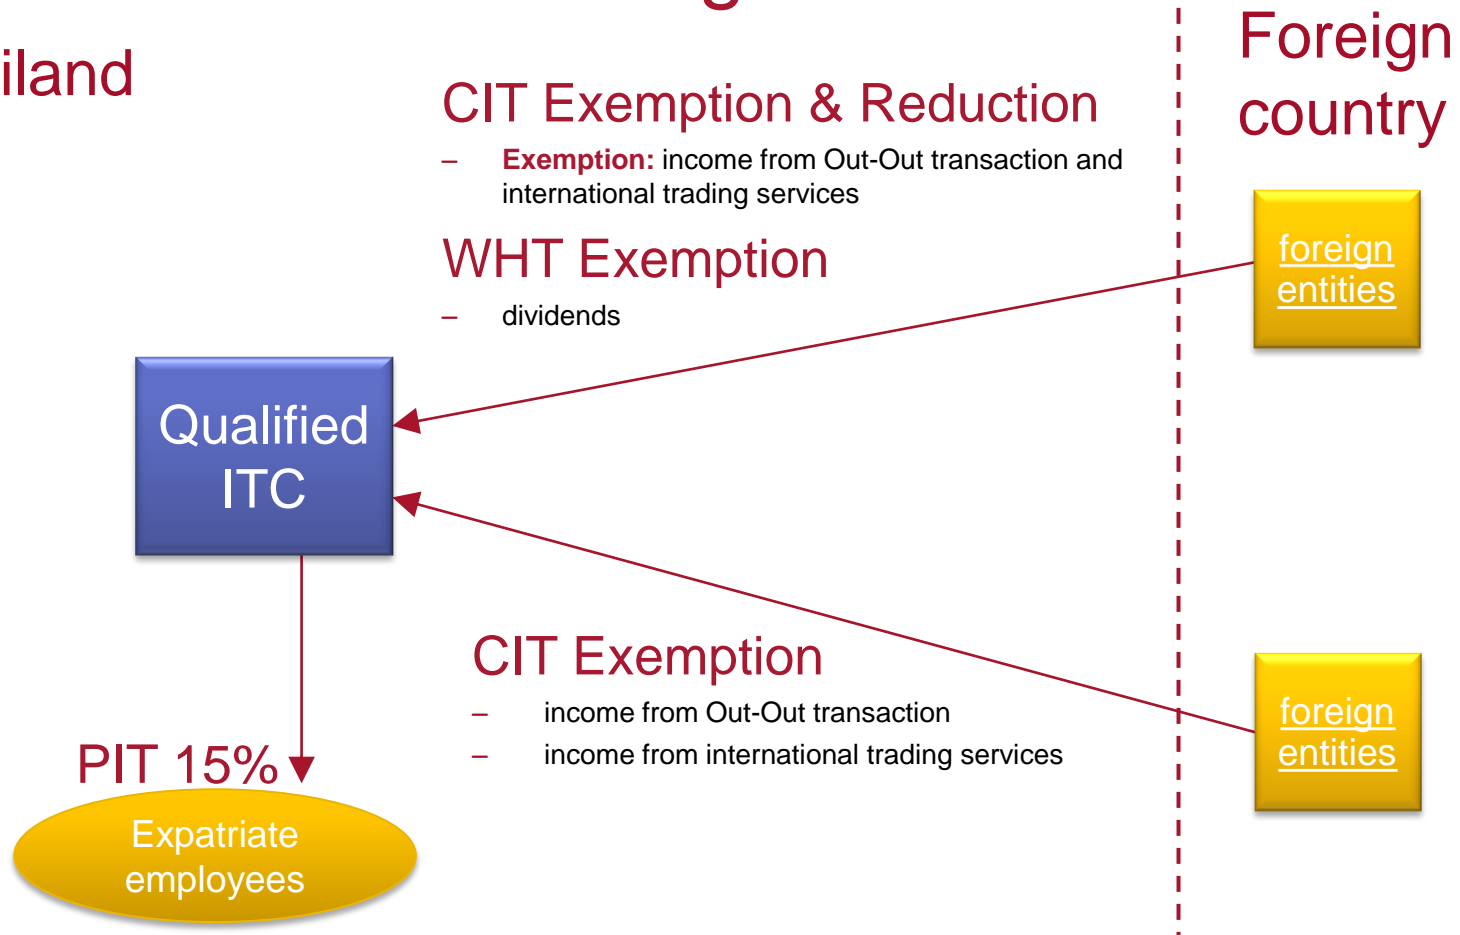 iland
Foreign
country
CIT Exemption & Reduction
– Exemption: income from Out-Out transaction and
international trading services
WHT Exemption
– dividends
foreign
entities
Qualified
ITC
CIT Exemption
– income from Out-Out transaction
– income from international trading services
foreign
entities
PIT 15%
Expatriate
employees